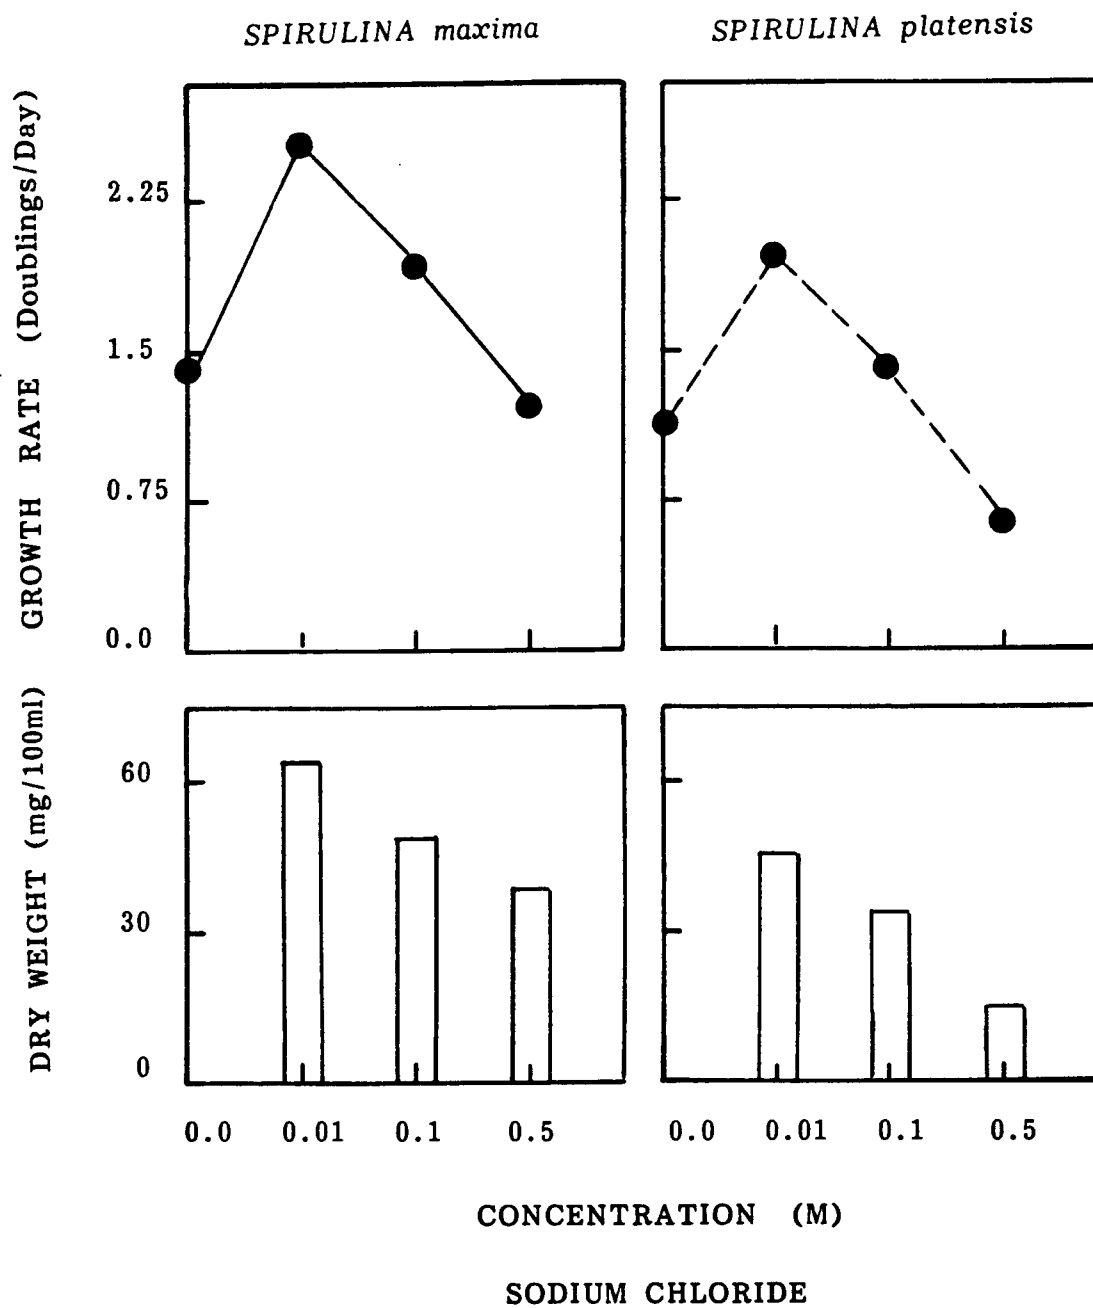 SPIRULINA maxima
SPIRULINA platensis
GROWTH RATE (Doublings/Day)
2.25
1.5
0.75
0.0
DRY WEIGHT (mg/100ml)
60
30
0
0.0 0.01 0.1 0.5
0.0 0.01 0.1 0.5
CONCENTRATION (M)
SODIUM CHLORIDE